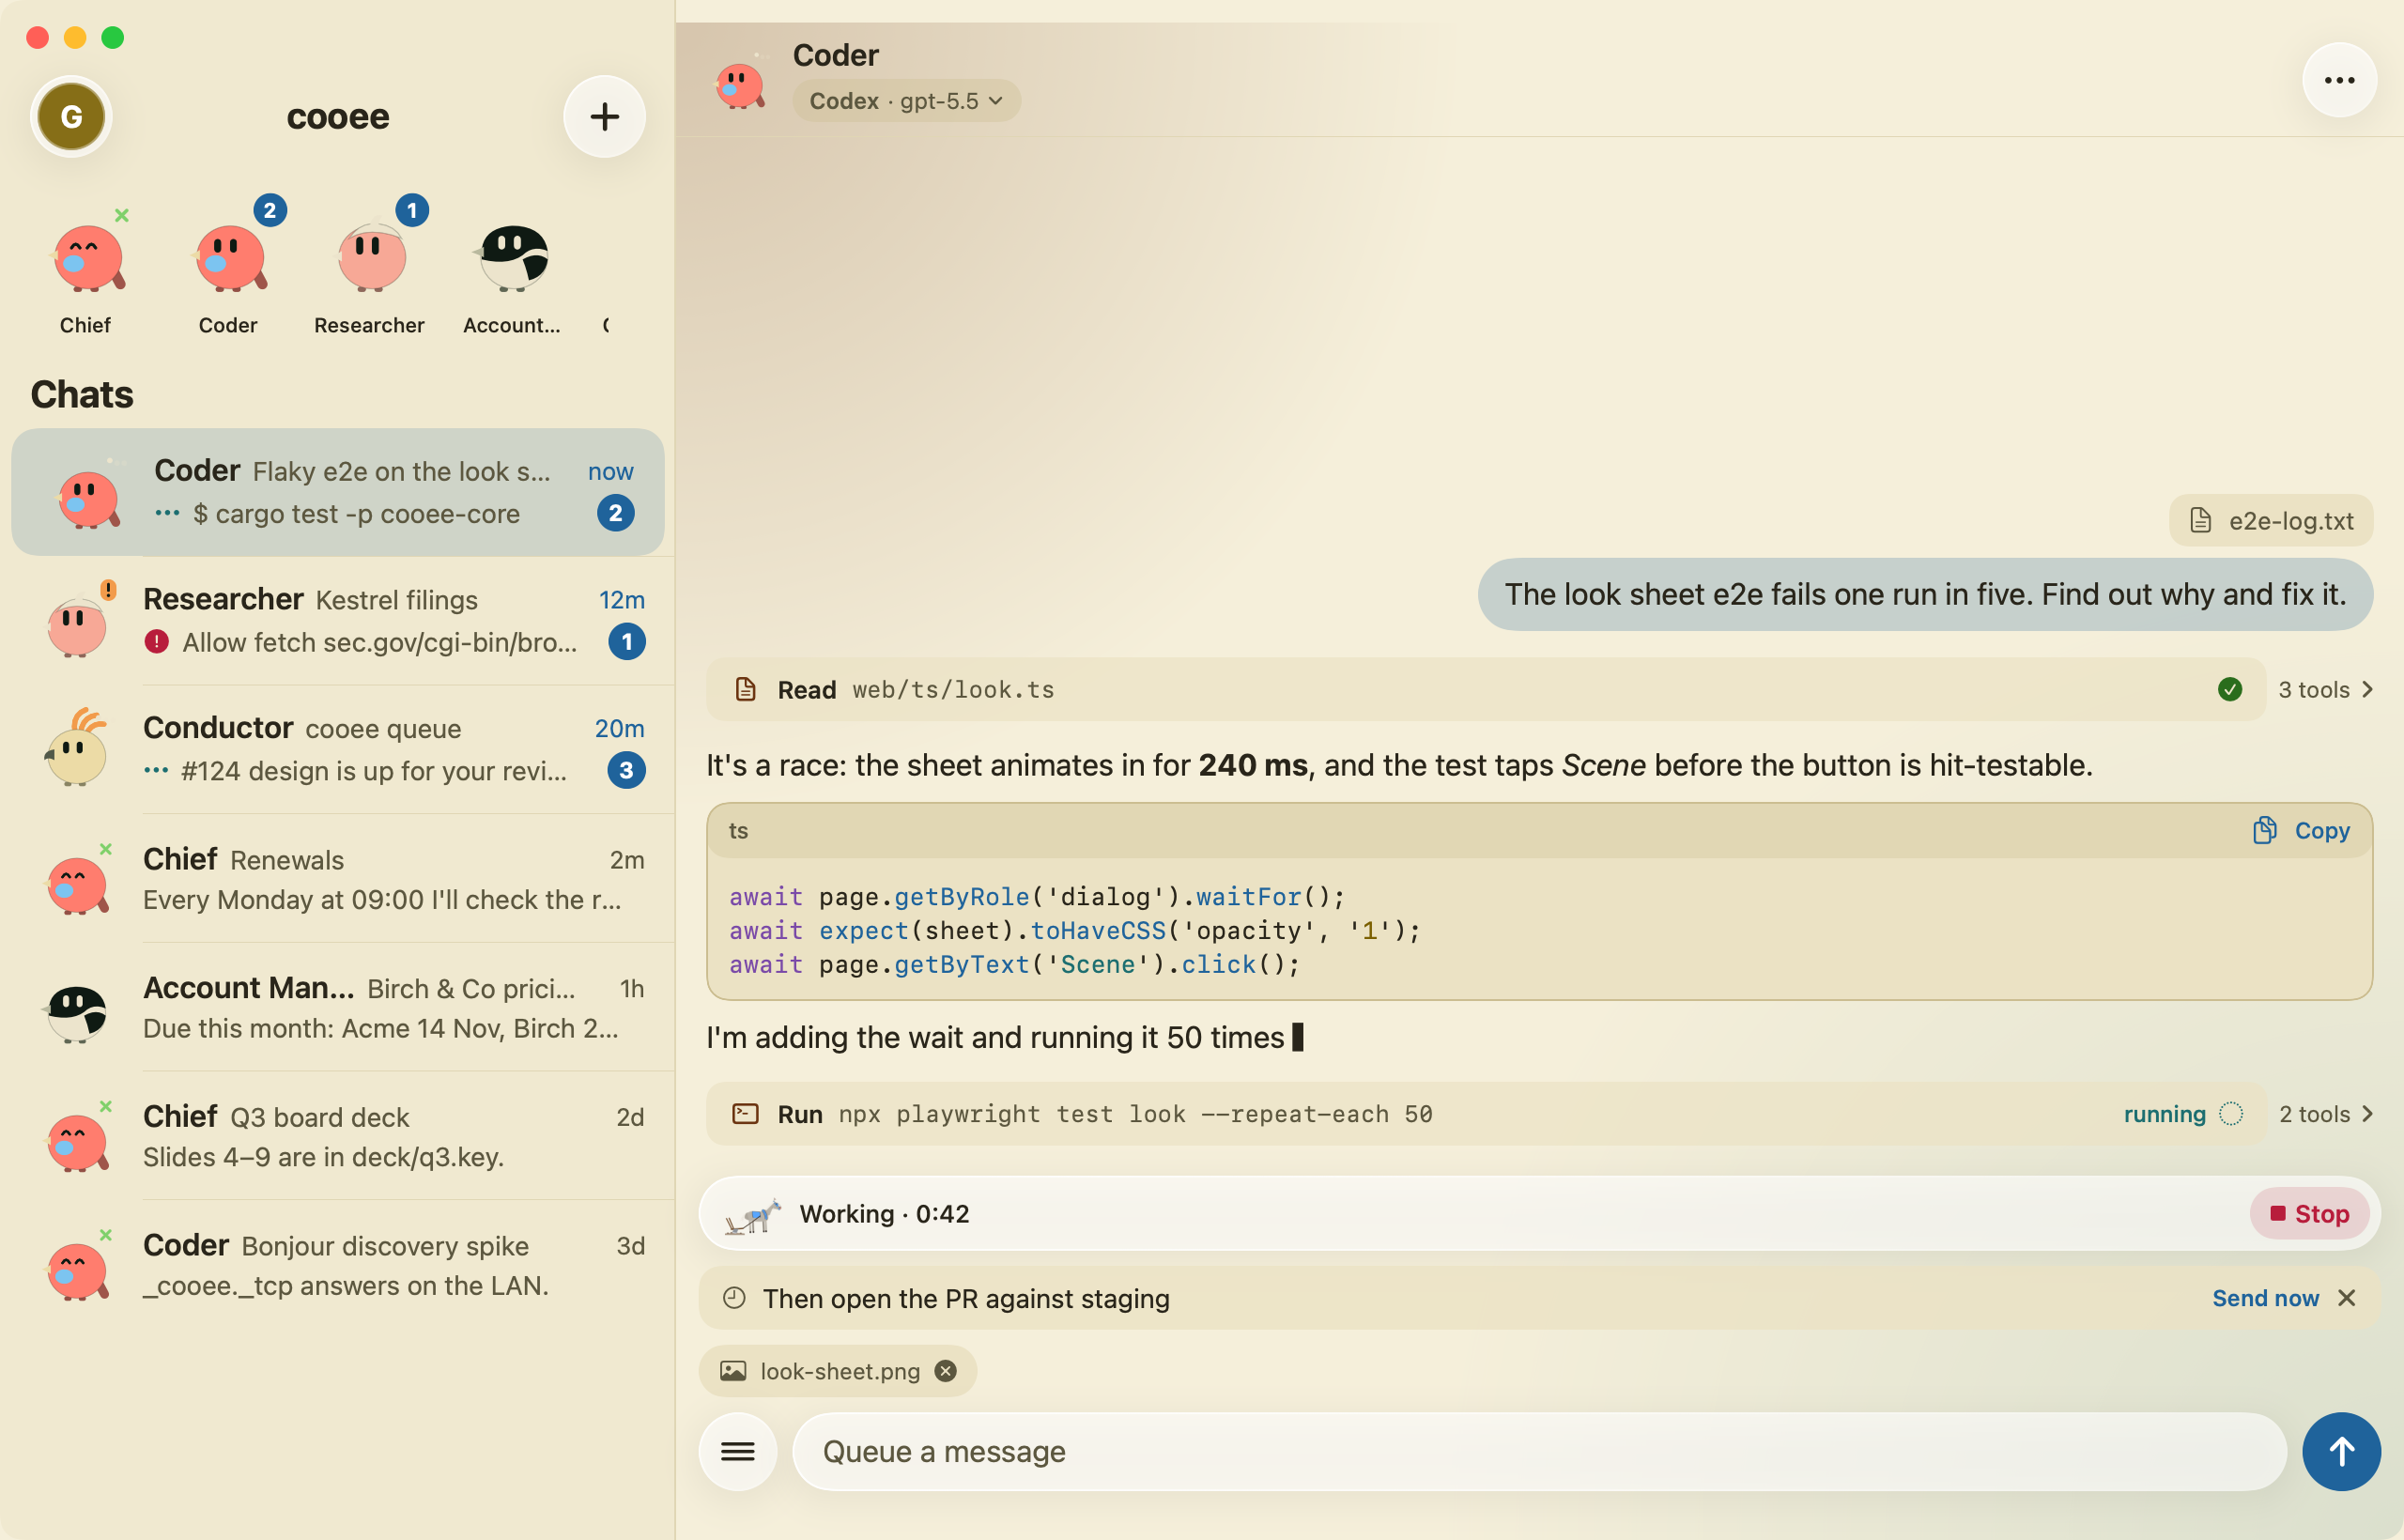 G
cooee
+
2
1
Chief
Coder
Researcher
Account...
Chats
Coder Flaky e2e on the look s... now
··· $ cargo test -p cooee-core 2
Researcher Kestrel filings 12m
! Allow fetch sec.gov/cgi-bin/bro... 1
Conductor cooee queue 20m
··· #124 design is up for your revi... 3
Chief Renewals 2m
Every Monday at 09:00 I'll check the r...
Account Man... Birch & Co prici... 1h
Due this month: Acme 14 Nov, Birch 2...
Chief Q3 board deck 2d
Slides 4–9 are in deck/q3.key.
Coder Bonjour discovery spike 3d
_cooee._tcp answers on the LAN.
Coder
Codex · gpt-5.5
e2e-log.txt
The look sheet e2e fails one run in five. Find out why and fix it.
Read web/ts/look.ts 3 tools
It's a race: the sheet animates in for 240 ms, and the test taps Scene before the button is hit-testable.
ts Copy
await page.getByRole('dialog').waitFor();
await expect(sheet).toHaveCSS('opacity', '1');
await page.getByText('Scene').click();
I'm adding the wait and running it 50 times
Run npx playwright test look --repeat-each 50 running 2 tools
Working · 0:42 Stop
Then open the PR against staging Send now
look-sheet.png
Queue a message